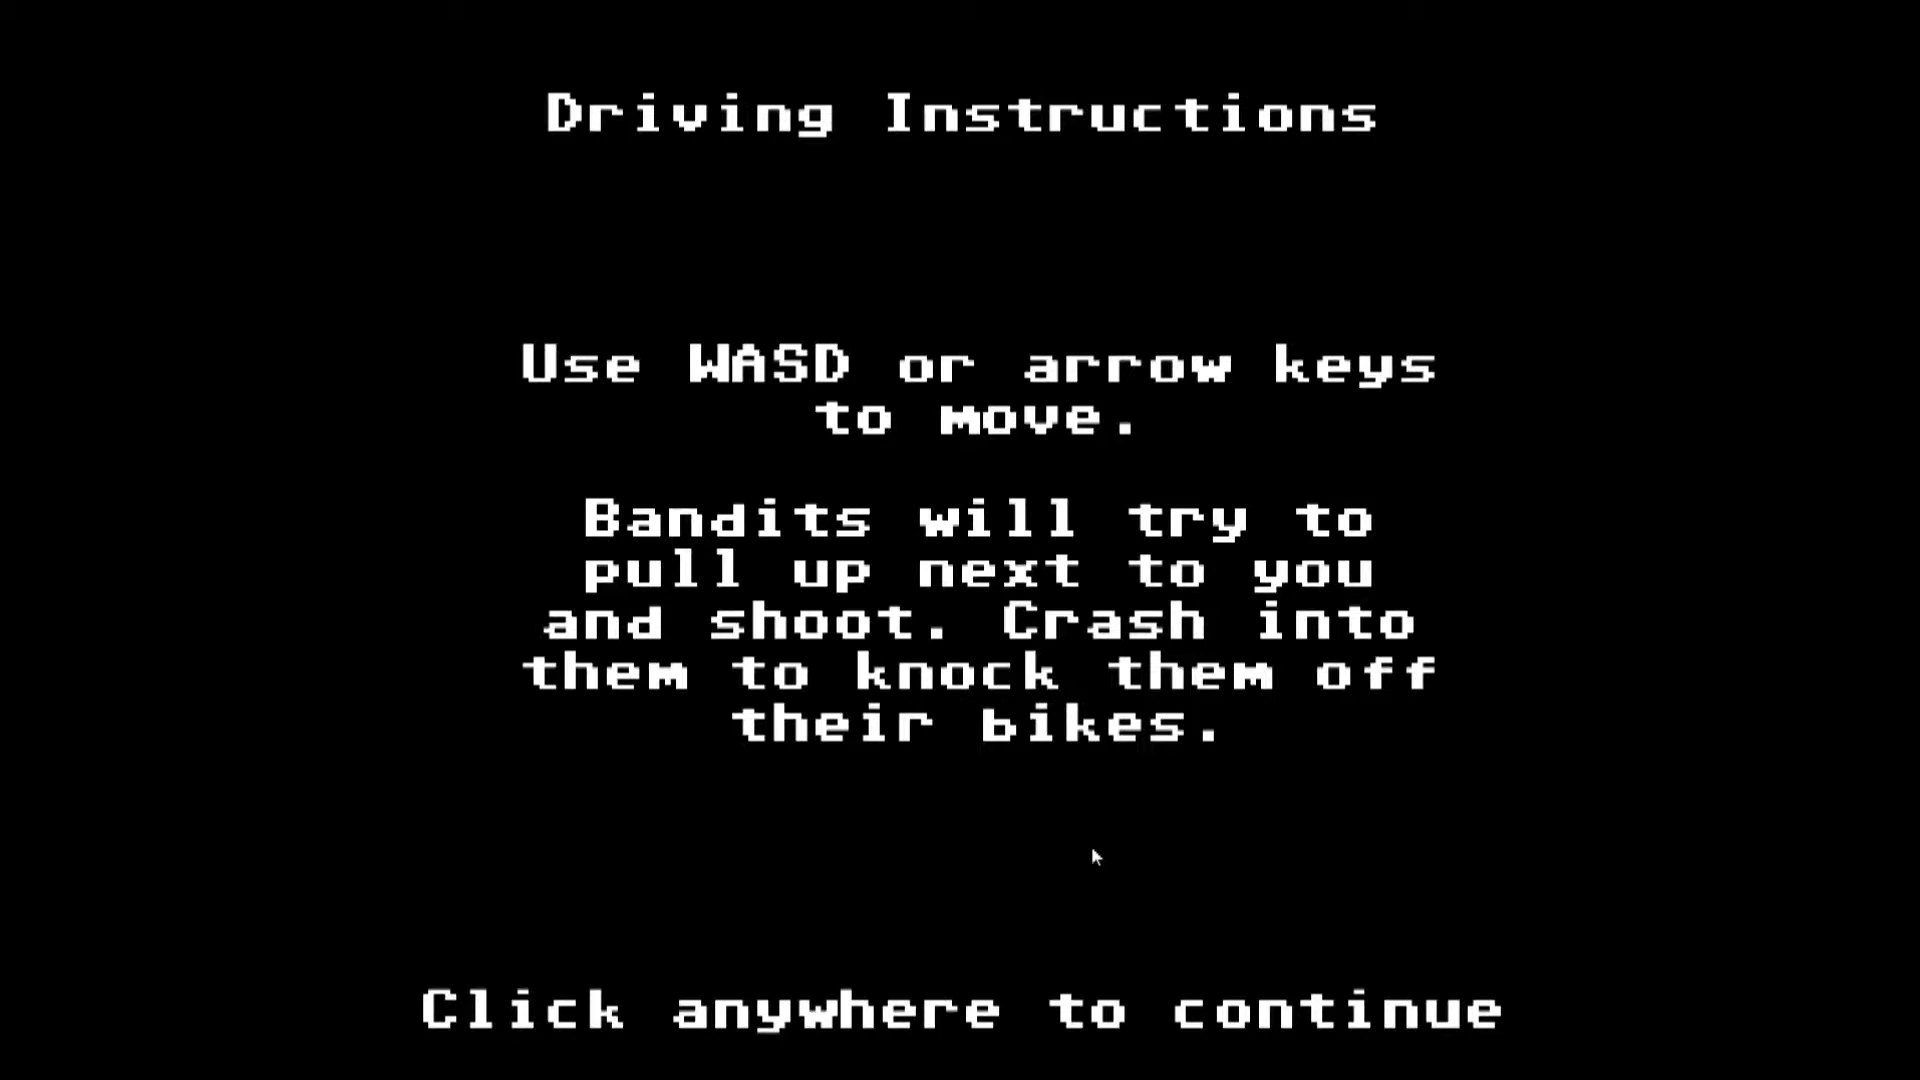 Driving Instructions
Use WASD or arrow keys
to move.
Bandits will try to
pull up next to you
and shoot. Crash into
them to knock them off
their bikes.
Click anywhere to continue